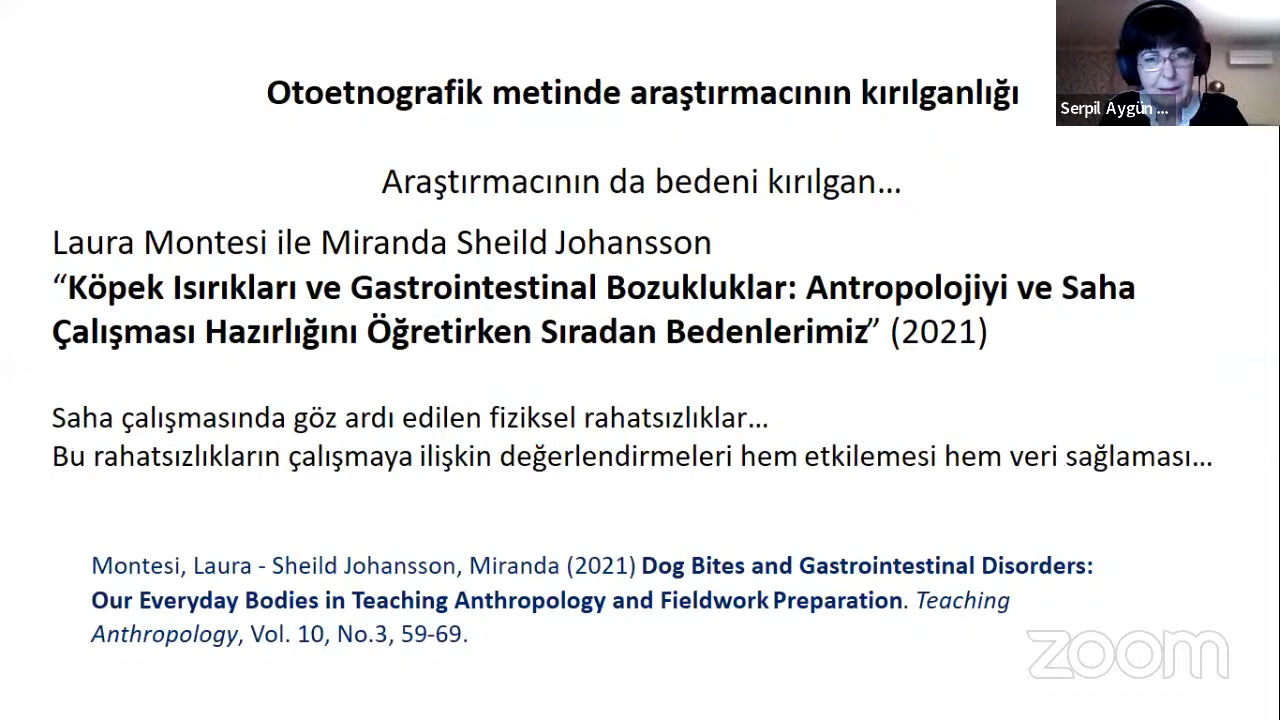 Otoetnografik metinde araştırmacının kırılganlığı
Serpil Aygün ...
Araştırmacının da bedeni kırılgan...
Laura Montesi ile Miranda Sheild Johansson
“Köpek Isırıkları ve Gastrointestinal Bozukluklar: Antropolojiyi ve Saha
Çalışması Hazırlığını Öğretirken Sıradan Bedenlerimiz” (2021)
Saha çalışmasında göz ardı edilen fiziksel rahatsızlıklar...
Bu rahatsızlıkların çalışmaya ilişkin değerlendirmeleri hem etkilemesi hem veri sağlaması...
Montesi, Laura - Sheild Johansson, Miranda (2021) Dog Bites and Gastrointestinal Disorders:
Our Everyday Bodies in Teaching Anthropology and Fieldwork Preparation. Teaching
Anthropology, Vol. 10, No.3, 59-69.
zoom